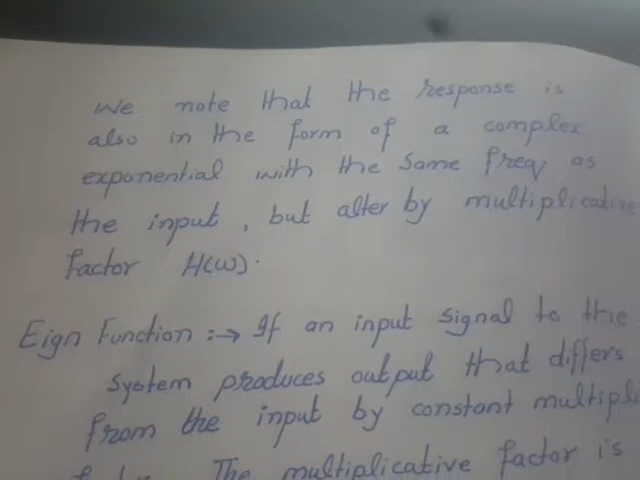 We note that the response is
also in the form of a complex
exponential with the same freq as
the input, but alter by multiplicative
factor H(ω).
Eign Function :→ If an input signal to the
system produces output that differs
from the input by constant multipli
The multiplicative factor is